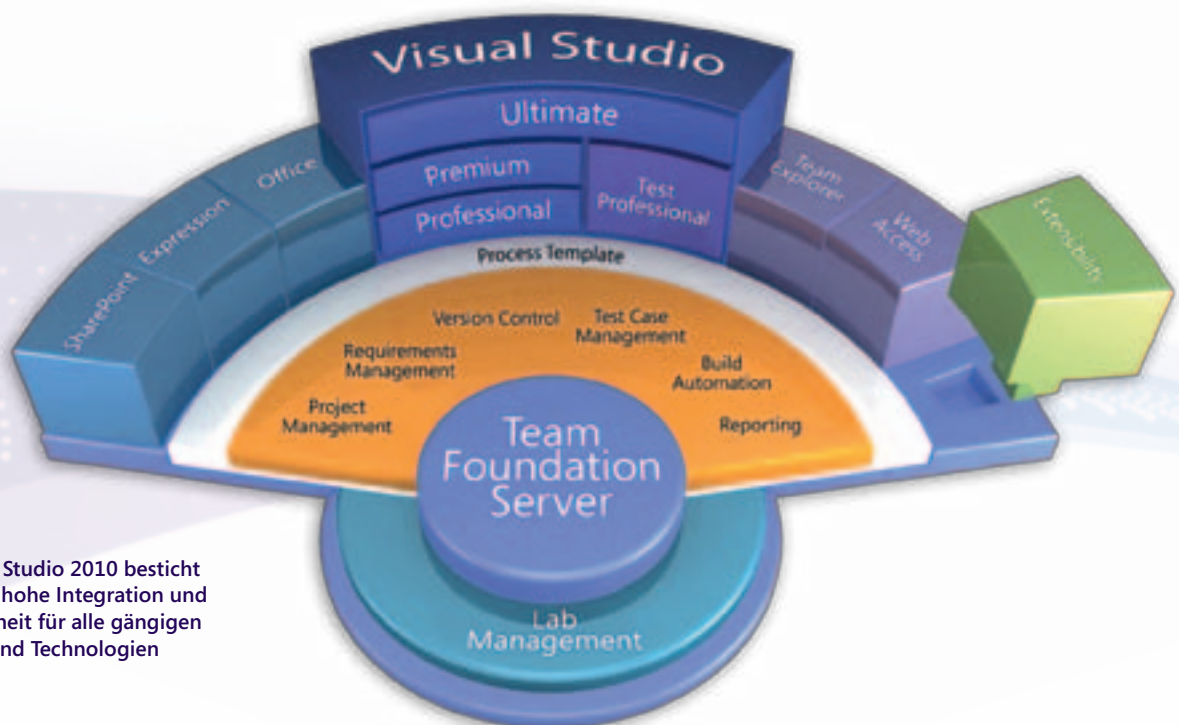 Visual Studio
Ultimate
Premium
Professional
Test
Professional
Office
Expression
SharePoint
Team
Explorer
Web
Access
Extensibility
Process Template
Version Control
Test Case
Management
Requirements
Management
Build
Automation
Project
Management
Reporting
Team
Foundation
Server
Lab
Management
Studio 2010 besticht
hohe Integration und
heit für alle gängigen
nd Technologien